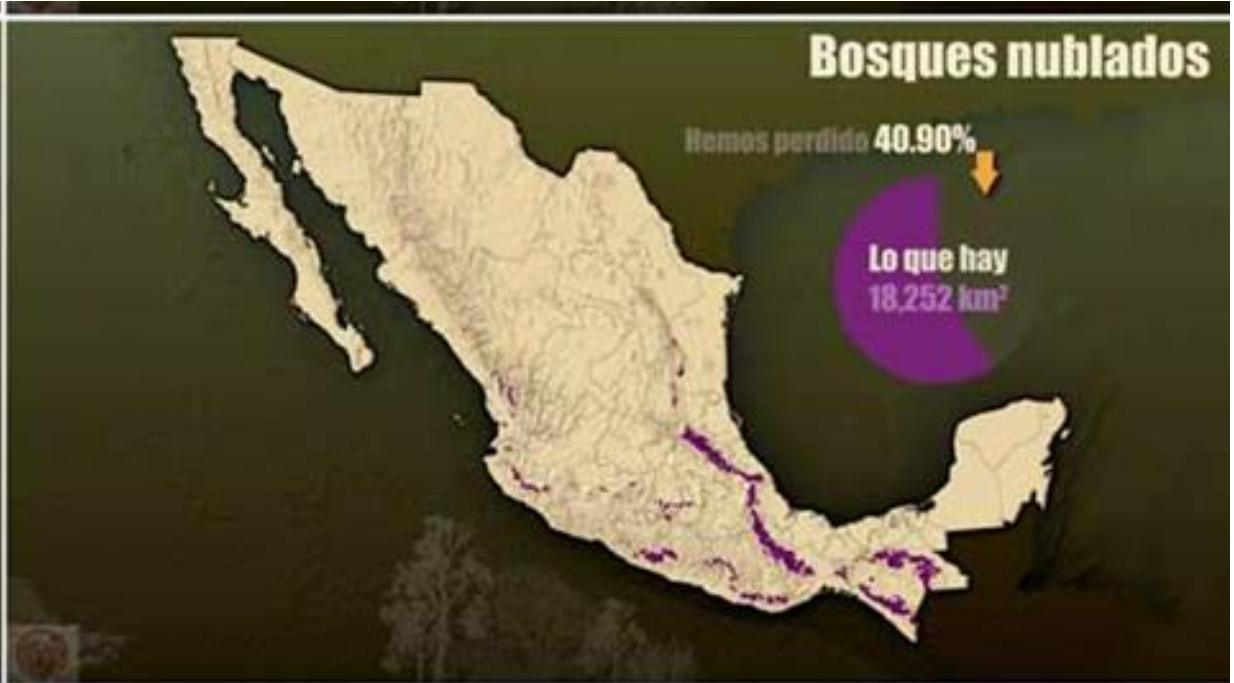 Bosques nublados
Hemos perdido 40.90%
Lo que hay
18,252 km²